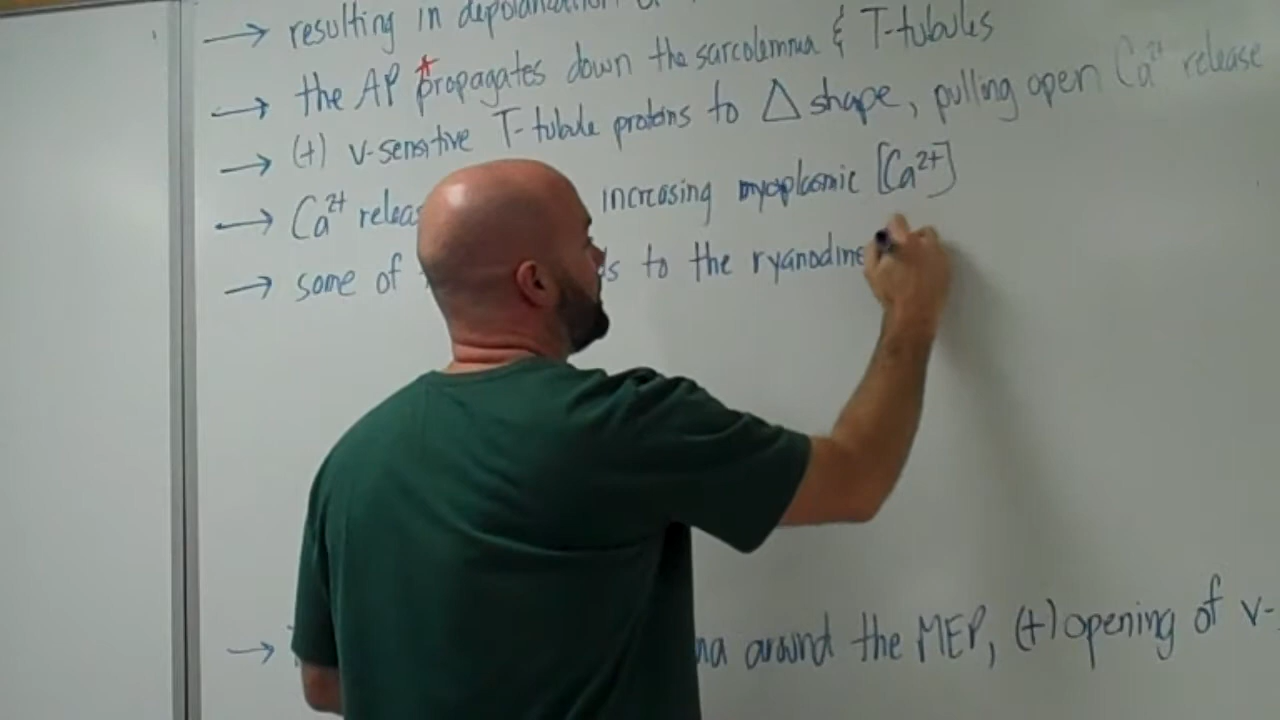 → resulting in depolarization
→ the AP * propagates down the sarcolemma & T-tubules
→ (+) v-sensitive T-tubule proteins to Δ shape, pulling open Ca²⁺ release
→ Ca²⁺ increasing myoplasmic [Ca²⁺]
→ some of to the ryanodine
→ around the MEP, (+) opening of v-